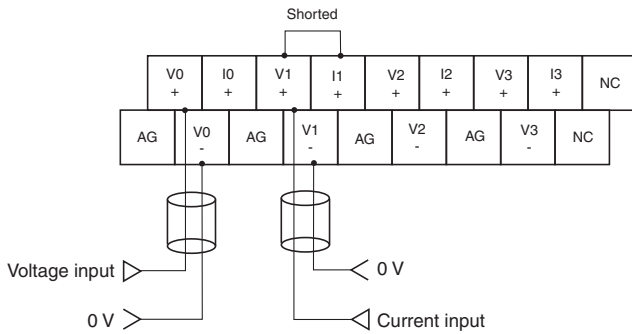 Shorted
V0 I0 V1 I1 V2 I2 V3 I3 NC
+ + + + + + + +
AG V0 AG V1 AG V2 AG V3 NC
- - - -
Voltage input 0 V
0 V Current input